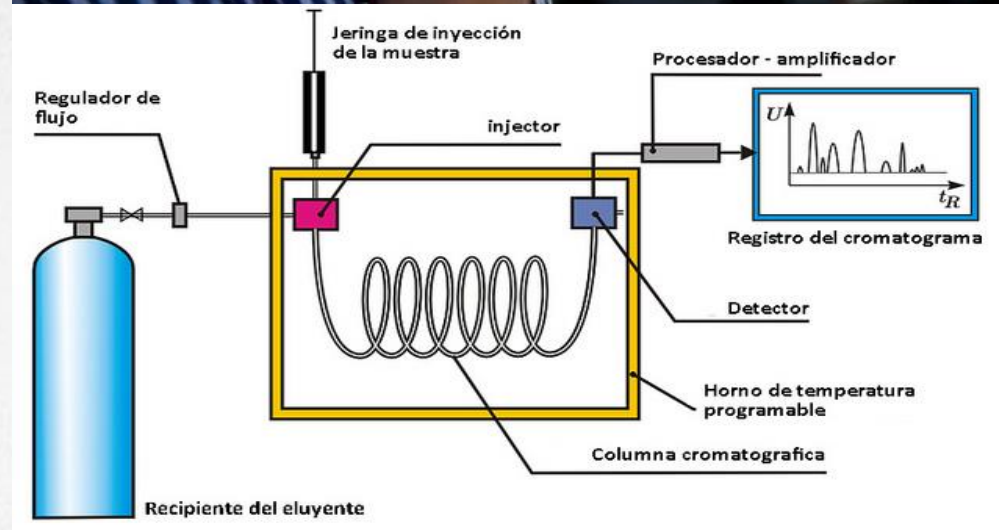 Jeringa de inyección
de la muestra
Procesador - amplificador
Regulador de
flujo
injector
U
t_R
Registro del cromatograma
Detector
Horno de temperatura
programable
Columna cromatografica
Recipiente del eluyente